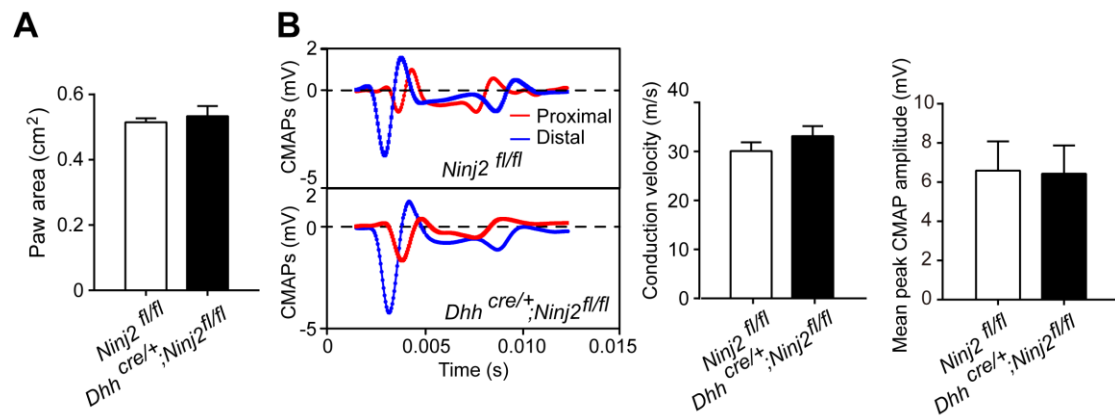 A
Paw area (cm2)
0.6
0.4
0.2
0
Ninj2 fl/fl
Dhh cre/+;Ninj2fl/fl
B
CMAPs (mV)
2
0
-5
Proximal
Distal
Ninj2 fl/fl
CMAPs (mV)
2
0
-5
Dhh cre/+;Ninj2fl/fl
0
0.005
0.010
0.015
Time (s)
Conduction velocity (m/s)
40
30
20
10
0
Ninj2 fl/fl
Dhh cre/+;Ninj2fl/fl
Mean peak CMAP amplitude (mV)
10
8
6
4
2
0
Ninj2 fl/fl
Dhh cre/+;Ninj2fl/fl